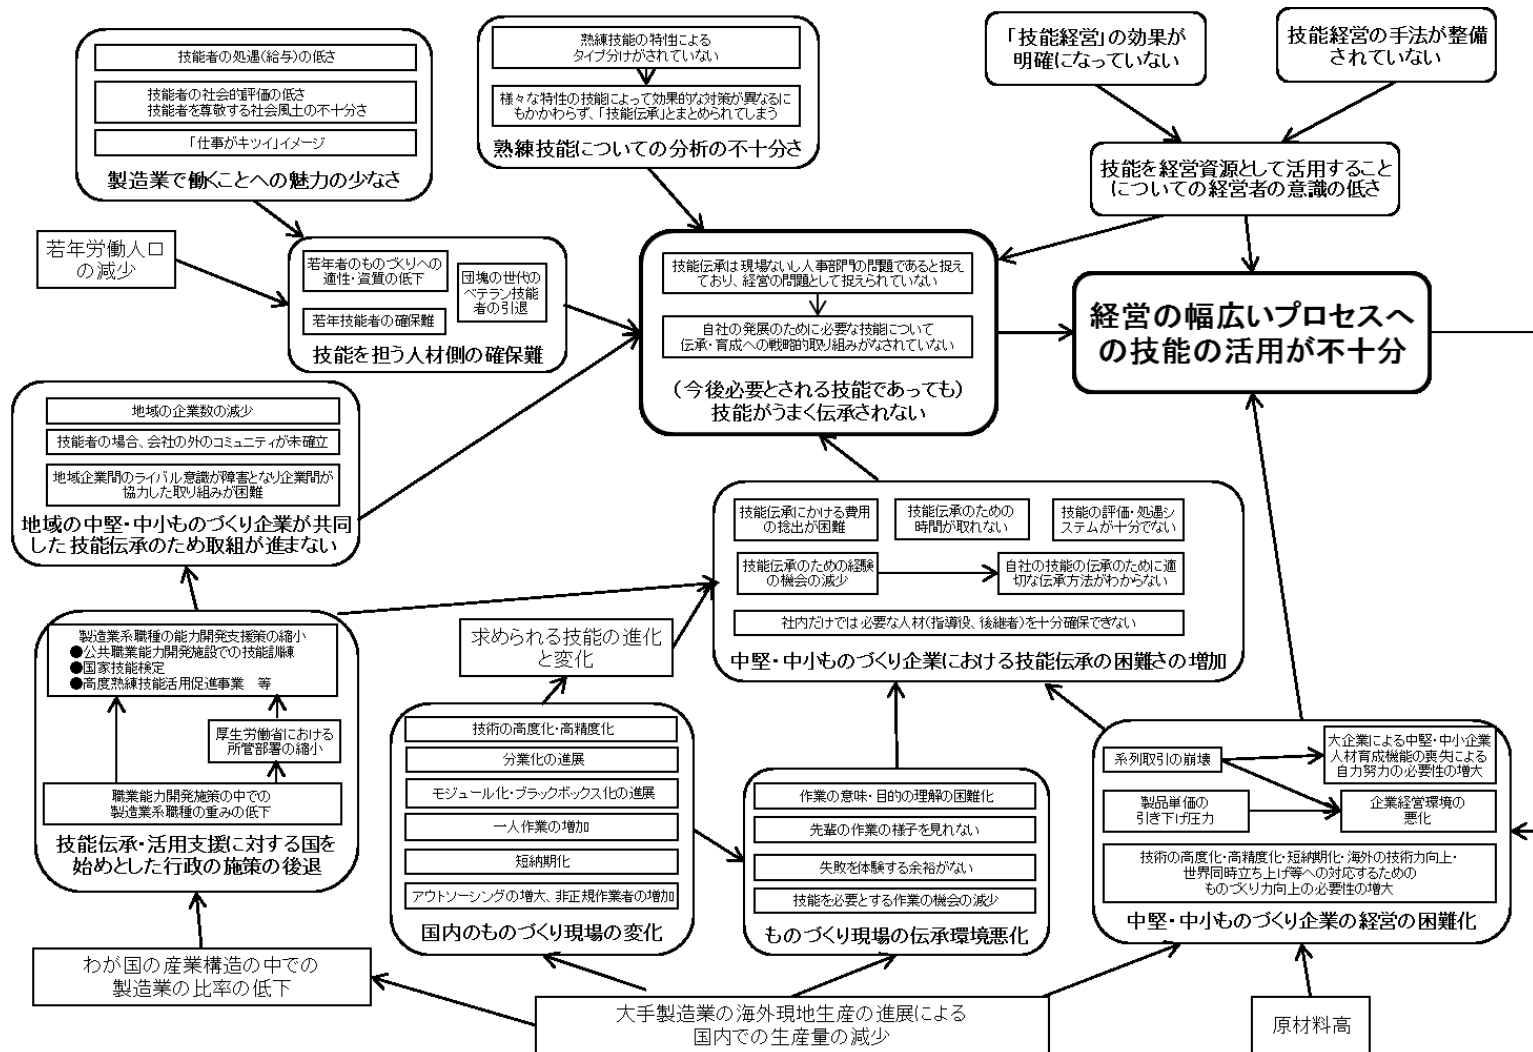 技能者の処遇(給与)の低さ
技能者の社会的評価の低さ
技能者を尊敬する社会風土の不十分さ
「仕事がキツイ」イメージ
製造業で働くことへの魅力の少なさ
熟練技能の特性による
タイプ分けがされていない
様々な特性の技能によって効果的な対策が異なるに
もかかわらず、「技能伝承」とまとめられてしまう
熟練技能についての分析の不十分さ
「技能経営」の効果が
明確になっていない
技能経営の手法が整備
されていない
技能を経営資源として活用すること
についての経営者の意識の低さ
若年労働人口
の減少
若年者のものづくりへの
適性・資質の低下
団塊の世代の
ベテラン技能
者の引退
若年技能者の確保難
技能を担う人材側の確保難
技能伝承は現場ないし人事部門の問題であると捉え
ており、経営の問題として捉えられていない
自社の発展のために必要な技能について
伝承・育成への戦略的取り組みがなされていない
(今後必要とされる技能であっても)
技能がうまく伝承されない
経営の幅広いプロセスへ
の技能の活用が不十分
地域の企業数の減少
技能者の場合、会社の外のコミュニティが未確立
地域企業間のライバル意識が障害となり企業間が
協力した取り組みが困難
地域の中堅・中小ものづくり企業が共同
した技能伝承のため取組が進まない
技能伝承にかける費用
の捻出が困難
技能伝承のための
時間が取れない
技能の評価・処遇シ
ステムが十分でない
技能伝承のための経験
の機会の減少
自社の技能の伝承のために適
切な伝承方法がわからない
社内だけでは必要な人材(指導役、後継者)を十分確保できない
中堅・中小ものづくり企業における技能伝承の困難さの増加
製造業系職種の能力開発支援策の縮小
●公共職業能力開発施設での技能訓練
●国家技能検定
●高度熟練技能活用促進事業 等
厚生労働省における
所管部署の縮小
職業能力開発施策の中での
製造業系職種の重みの低下
技能伝承・活用支援に対する国を
始めとした行政の施策の後退
求められる技能の進化
と変化
技術の高度化・高精度化
分業化の進展
モジュール化・ブラックボックス化の進展
一人作業の増加
短納期化
アウトソーシングの増大、非正規作業者の増加
国内のものづくり現場の変化
作業の意味・目的の理解の困難化
先輩の作業の様子を見れない
失敗を体験する余裕がない
技能を必要とする作業の機会の減少
ものづくり現場の伝承環境悪化
系列取引の崩壊
大企業による中堅・中小企業
人材育成機能の喪失による
自力努力の必要性の増大
製品単価の
引き下げ圧力
企業経営環境の
悪化
技術の高度化・高精度化・短納期化・海外の技術力向上・
世界同時立ち上げ等への対応するための
ものづくり力向上の必要性の増大
中堅・中小ものづくり企業の経営の困難化
わが国の産業構造の中での
製造業の比率の低下
大手製造業の海外現地生産の進展による
国内での生産量の減少
原材料高